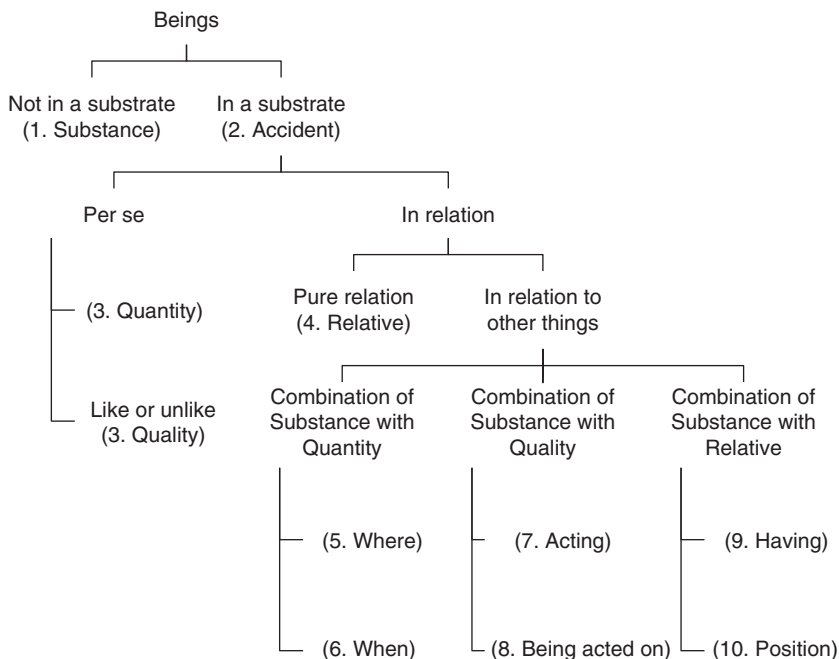 Beings
Not in a substrate
(1. Substance)
In a substrate
(2. Accident)
Per se
In relation
(3. Quantity)
Like or unlike
(3. Quality)
Pure relation
(4. Relative)
In relation to
other things
Combination of
Substance with
Quantity
Combination of
Substance with
Quality
Combination of
Substance with
Relative
(5. Where)
(7. Acting)
(9. Having)
(6. When)
(8. Being acted on)
(10. Position)